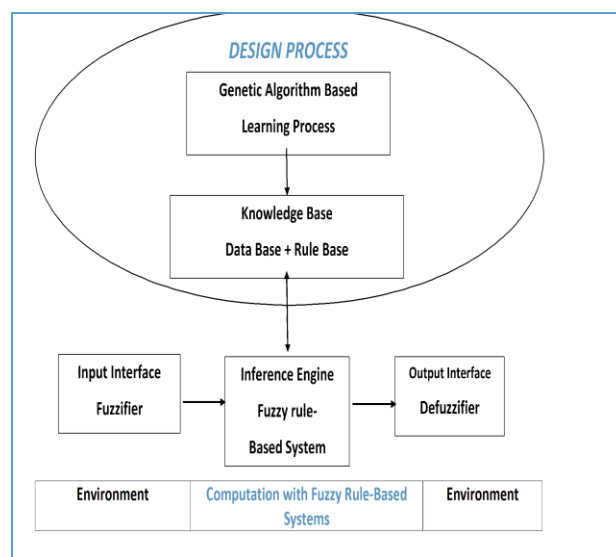 DESIGN PROCESS
Genetic Algorithm Based
Learning Process
Knowledge Base
Data Base + Rule Base
Input Interface
Fuzzifier
Inference Engine
Fuzzy rule-
Based System
Output Interface
Defuzzifier
Environment
Computation with Fuzzy Rule-Based
Systems
Environment